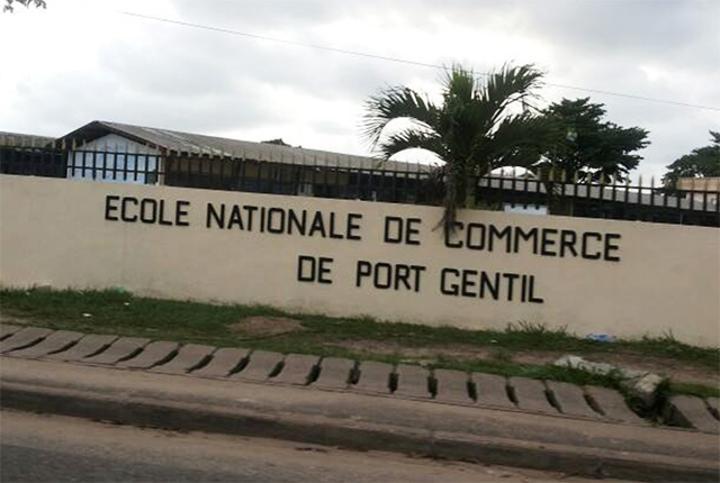 ECOLE NATIONALE DE COMMERCE
DE PORT GENTIL